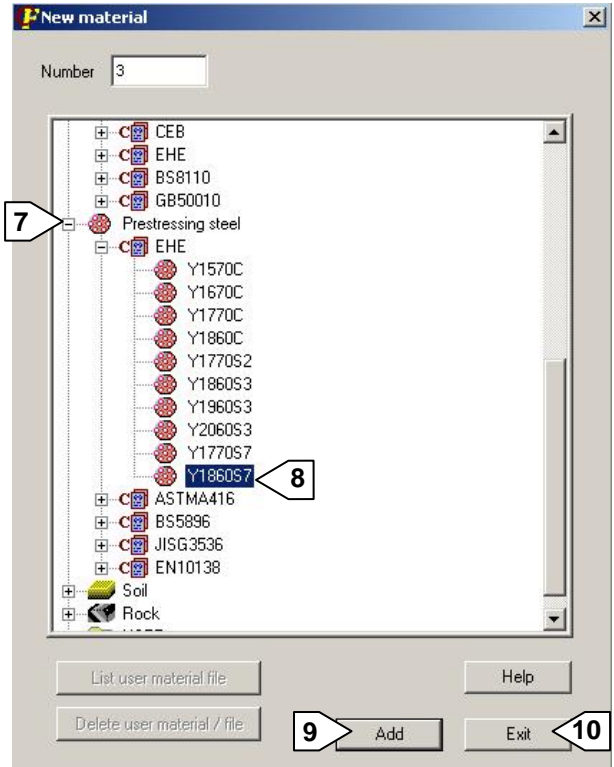 New material
Number 3
CEB
EHE
BS8110
GB50010
7 Prestressing steel
EHE
Y1570C
Y1670C
Y1770C
Y1860C
Y1770S2
Y1860S3
Y1960S3
Y2060S3
Y1770S7
Y1860S7 8
ASTMA416
BS5896
JISG3536
EN10138
Soil
Rock
List user material file Help
Delete user material / file 9 Add Exit 10